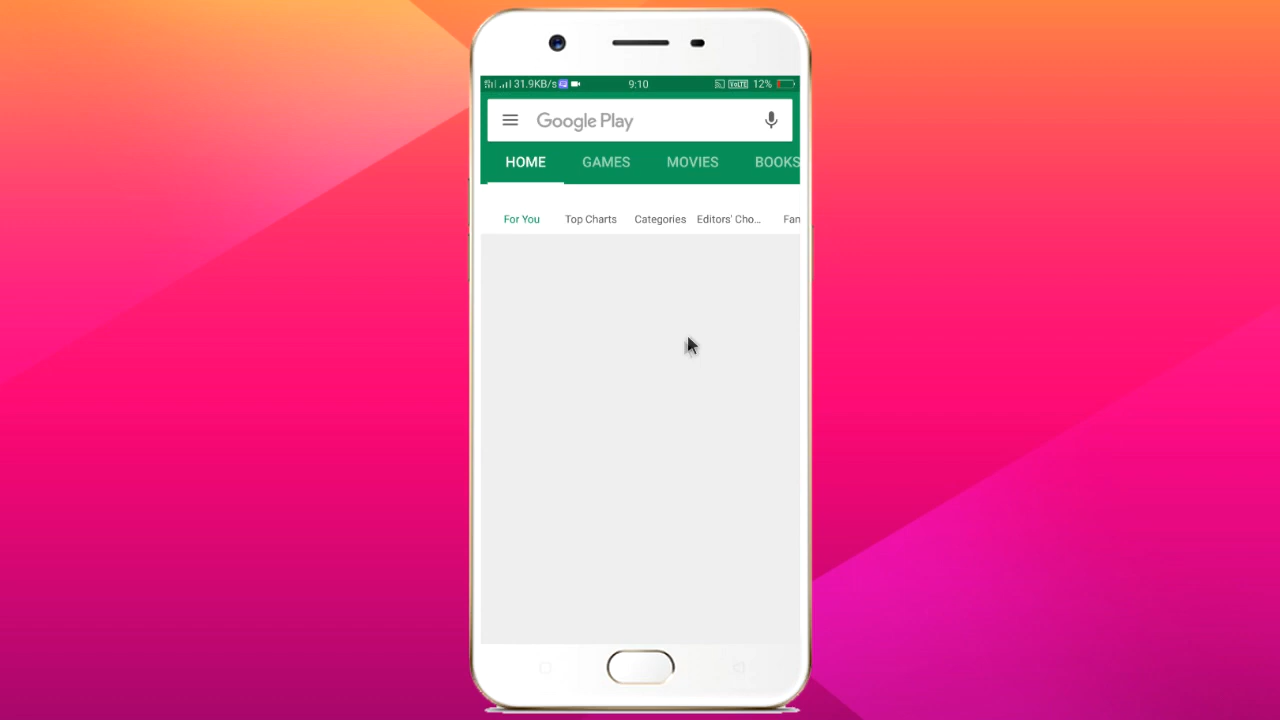 31.9KB/s 9:10 VoLTE 12%
Google Play
HOME GAMES MOVIES BOOKS
For You Top Charts Categories Editors' Cho... Fan